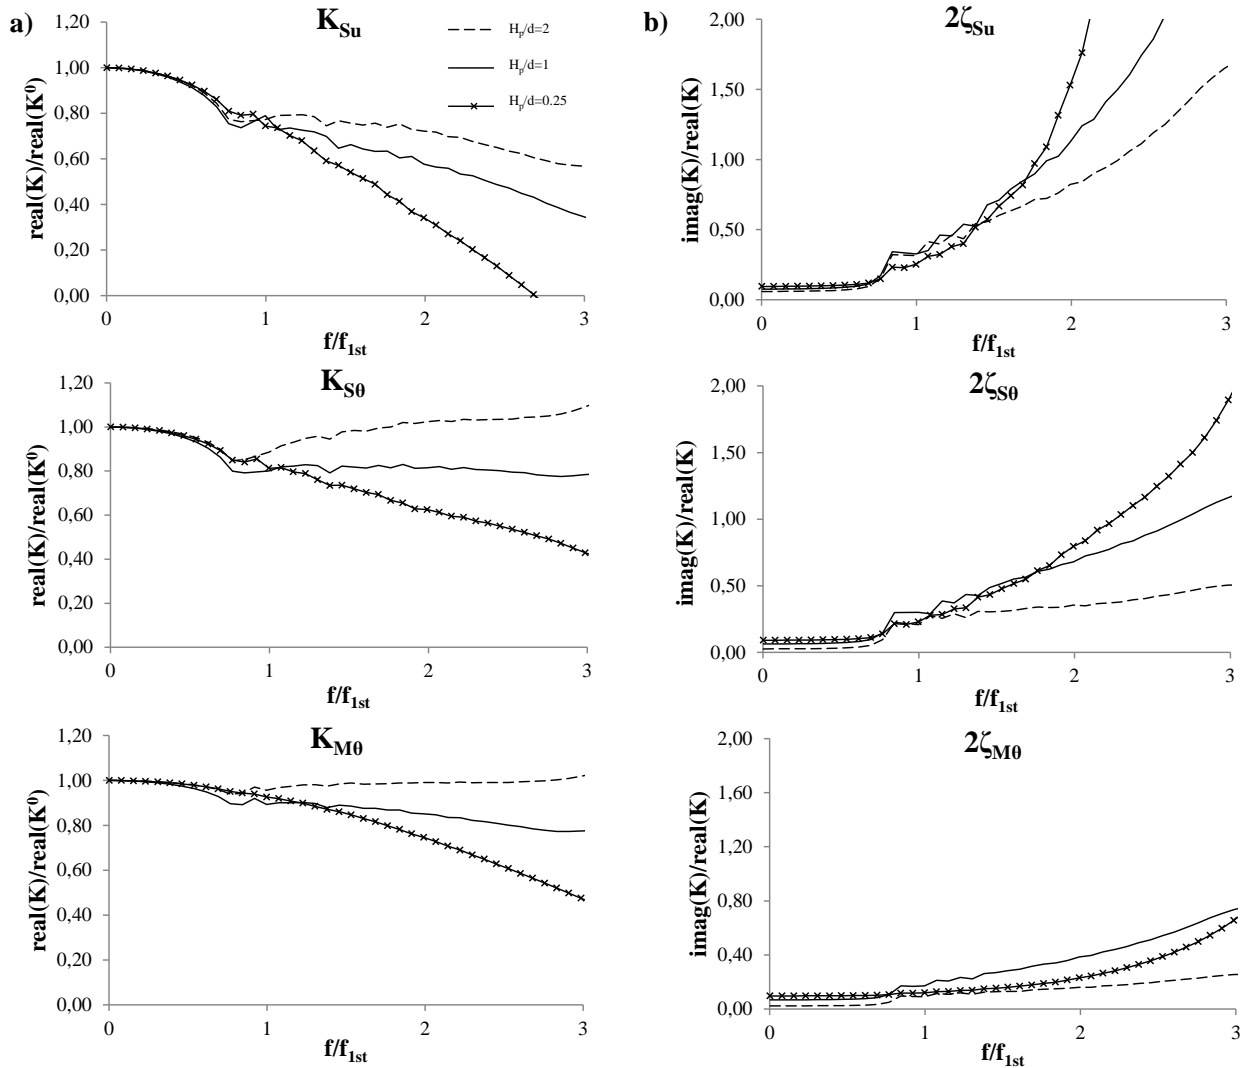 a)
K_Su
real(K)/real(K⁰)
1,20
1,00
0,80
0,60
0,40
0,20
0,00
0 1 2 3
f/f_1st
H_p/d=2
H_p/d=1
H_p/d=0.25
b)
2ζ_Su
imag(K)/real(K)
2,00
1,50
1,00
0,50
0,00
0 1 2 3
f/f_1st
K_Sθ
real(K)/real(K⁰)
1,20
1,00
0,80
0,60
0,40
0,20
0,00
0 1 2 3
f/f_1st
2ζ_Sθ
imag(K)/real(K)
2,00
1,50
1,00
0,50
0,00
0 1 2 3
f/f_1st
K_Mθ
real(K)/real(K⁰)
1,20
1,00
0,80
0,60
0,40
0,20
0,00
0 1 2 3
f/f_1st
2ζ_Mθ
imag(K)/real(K)
2,00
1,60
1,20
0,80
0,40
0,00
0 1 2 3
f/f_1st